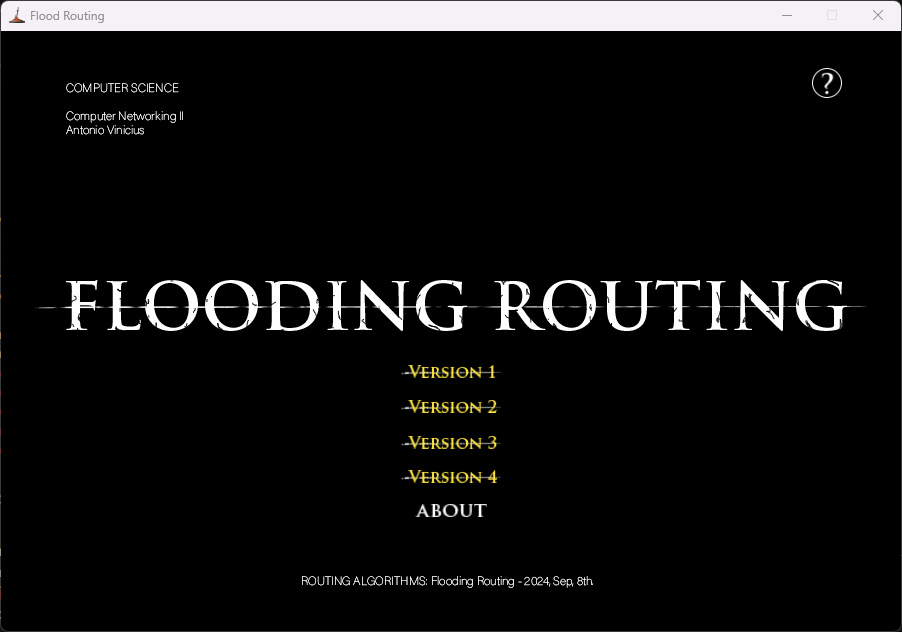 Flood Routing
COMPUTER SCIENCE
?
Computer Networking II
Antonio Vinicius
FLOODING ROUTING
VERSION 1
VERSION 2
VERSION 3
VERSION 4
ABOUT
ROUTING ALGORITHMS: Flooding Routing - 2024, Sep, 8th.